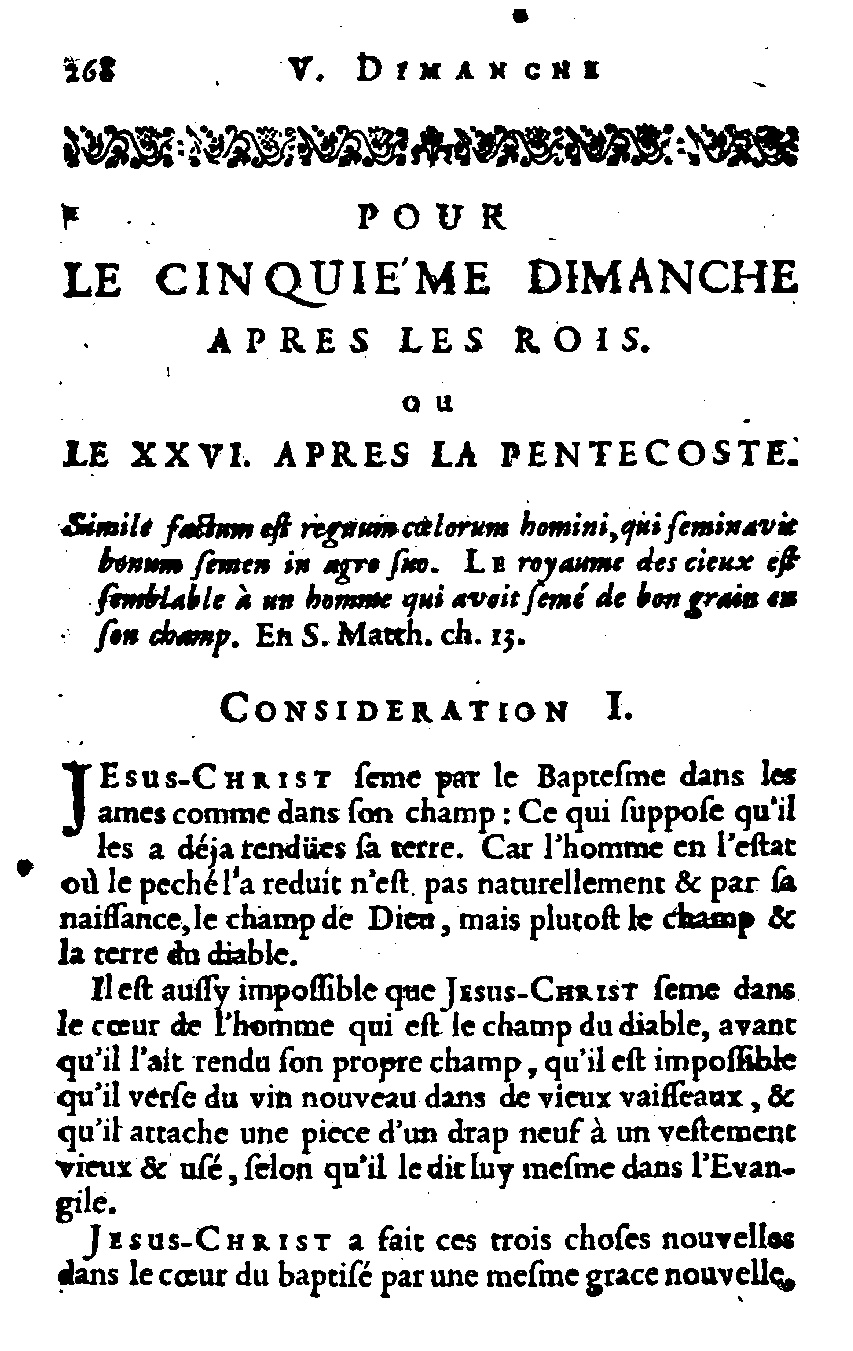 268 V. DIMANCHE
POUR
LE CINQUIE'ME DIMANCHE
APRES LES ROIS.
ou
LE XXVI. APRES LA PENTECOSTE.
Simile factum est regnum cœlorum homini, qui seminavit
bonum semen in agro suo. LE royaume des cieux est
semblable à un homme qui avoit semé de bon grain en
son champ. En S. Matth. ch. 13.
CONSIDERATION I.
JESUS-CHRIST seme par le Baptesme dans les
ames comme dans son champ : Ce qui suppose qu'il
les a déja rendües sa terre. Car l'homme en l'estat
où le peché l'a reduit n'est pas naturellement & par sa
naissance, le champ de Dieu, mais plutost le champ &
la terre du diable.
Il est aussy impossible que JESUS-CHRIST seme dans
le cœur de l'homme qui est le champ du diable, avant
qu'il l'ait rendu son propre champ, qu'il est impossible
qu'il verse du vin nouveau dans de vieux vaisseaux, &
qu'il attache une piece d'un drap neuf à un vestement
vieux & usé, selon qu'il le dit luy mesme dans l'Evan-
gile.
JESUS-CHRIST a fait ces trois choses nouvelles
dans le cœur du baptisé par une mesme grace nouvelle,